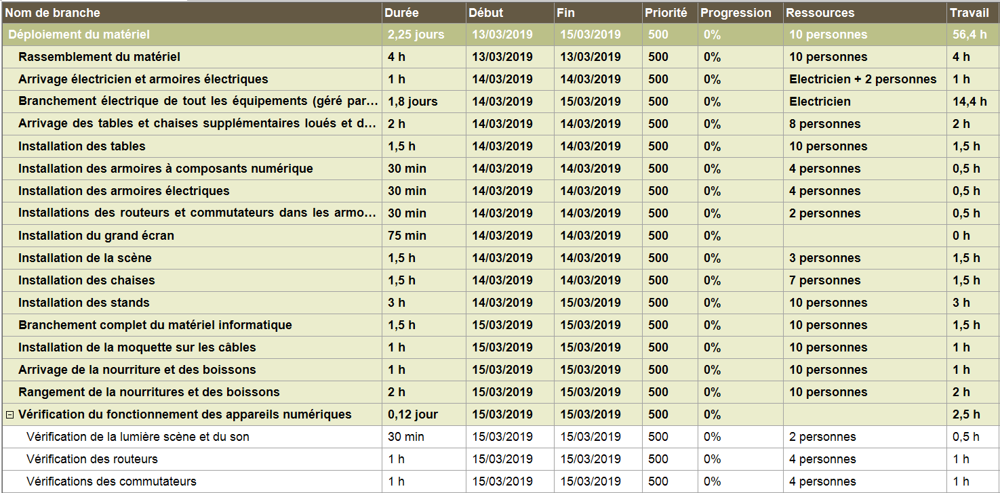 Nom de branche Durée Début Fin Priorité Progression Ressources Travail
Déploiement du matériel 2,25 jours 13/03/2019 15/03/2019 500 0% 10 personnes 56,4 h
Rassemblement du matériel 4 h 13/03/2019 13/03/2019 500 0% 10 personnes 4 h
Arrivage électricien et armoires électriques 1 h 14/03/2019 14/03/2019 500 0% Electricien + 2 personnes 1 h
Branchement électrique de tout les équipements (géré par... 1,8 jours 14/03/2019 15/03/2019 500 0% Electricien 14,4 h
Arrivage des tables et chaises supplémentaires loués et d... 2 h 14/03/2019 14/03/2019 500 0% 8 personnes 2 h
Installation des tables 1,5 h 14/03/2019 14/03/2019 500 0% 10 personnes 1,5 h
Installation des armoires à composants numérique 30 min 14/03/2019 14/03/2019 500 0% 4 personnes 0,5 h
Installation des armoires électriques 30 min 14/03/2019 14/03/2019 500 0% 4 personnes 0,5 h
Installations des routeurs et commutateurs dans les armo... 30 min 14/03/2019 14/03/2019 500 0% 2 personnes 0,5 h
Installation du grand écran 75 min 14/03/2019 14/03/2019 500 0% 0 h
Installation de la scène 1,5 h 14/03/2019 14/03/2019 500 0% 3 personnes 1,5 h
Installation des chaises 1,5 h 14/03/2019 14/03/2019 500 0% 7 personnes 1,5 h
Installation des stands 3 h 14/03/2019 15/03/2019 500 0% 10 personnes 3 h
Branchement complet du matériel informatique 1,5 h 15/03/2019 15/03/2019 500 0% 10 personnes 1,5 h
Installation de la moquette sur les câbles 1 h 15/03/2019 15/03/2019 500 0% 10 personnes 1 h
Arrivage de la nourriture et des boissons 1 h 15/03/2019 15/03/2019 500 0% 10 personnes 1 h
Rangement de la nourritures et des boissons 2 h 15/03/2019 15/03/2019 500 0% 10 personnes 2 h
Vérification du fonctionnement des appareils numériques 0,12 jour 15/03/2019 15/03/2019 500 0% 2,5 h
Vérification de la lumière scène et du son 30 min 15/03/2019 15/03/2019 500 0% 2 personnes 0,5 h
Vérification des routeurs 1 h 15/03/2019 15/03/2019 500 0% 4 personnes 1 h
Vérifications des commutateurs 1 h 15/03/2019 15/03/2019 500 0% 4 personnes 1 h